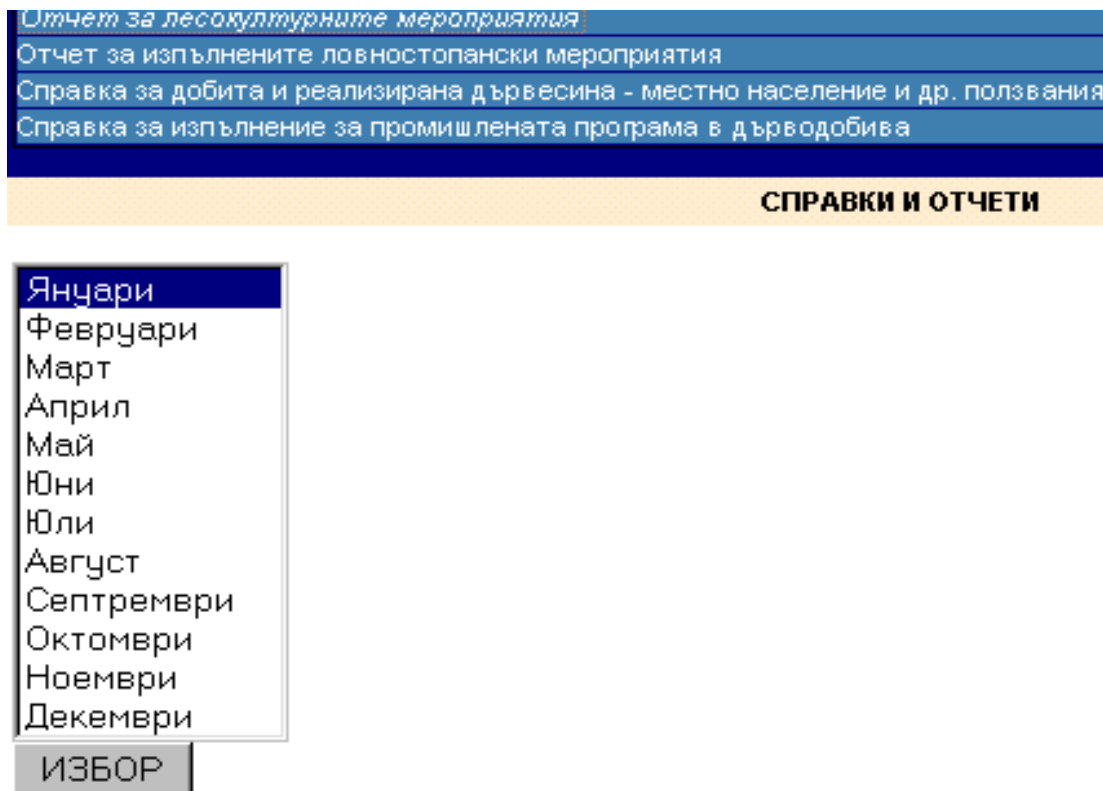 Отчет за лесокултурните мероприятия
Отчет за изпълнените ловностопански мероприятия
Справка за добита и реализирана дървесина - местно население и др. ползвания
Справка за изпълнение за промишлената програма в дърводобива
СПРАВКИ И ОТЧЕТИ
Януари
Февруари
Март
Април
Май
Юни
Юли
Август
Септрември
Октомври
Ноември
Декември
ИЗБОР